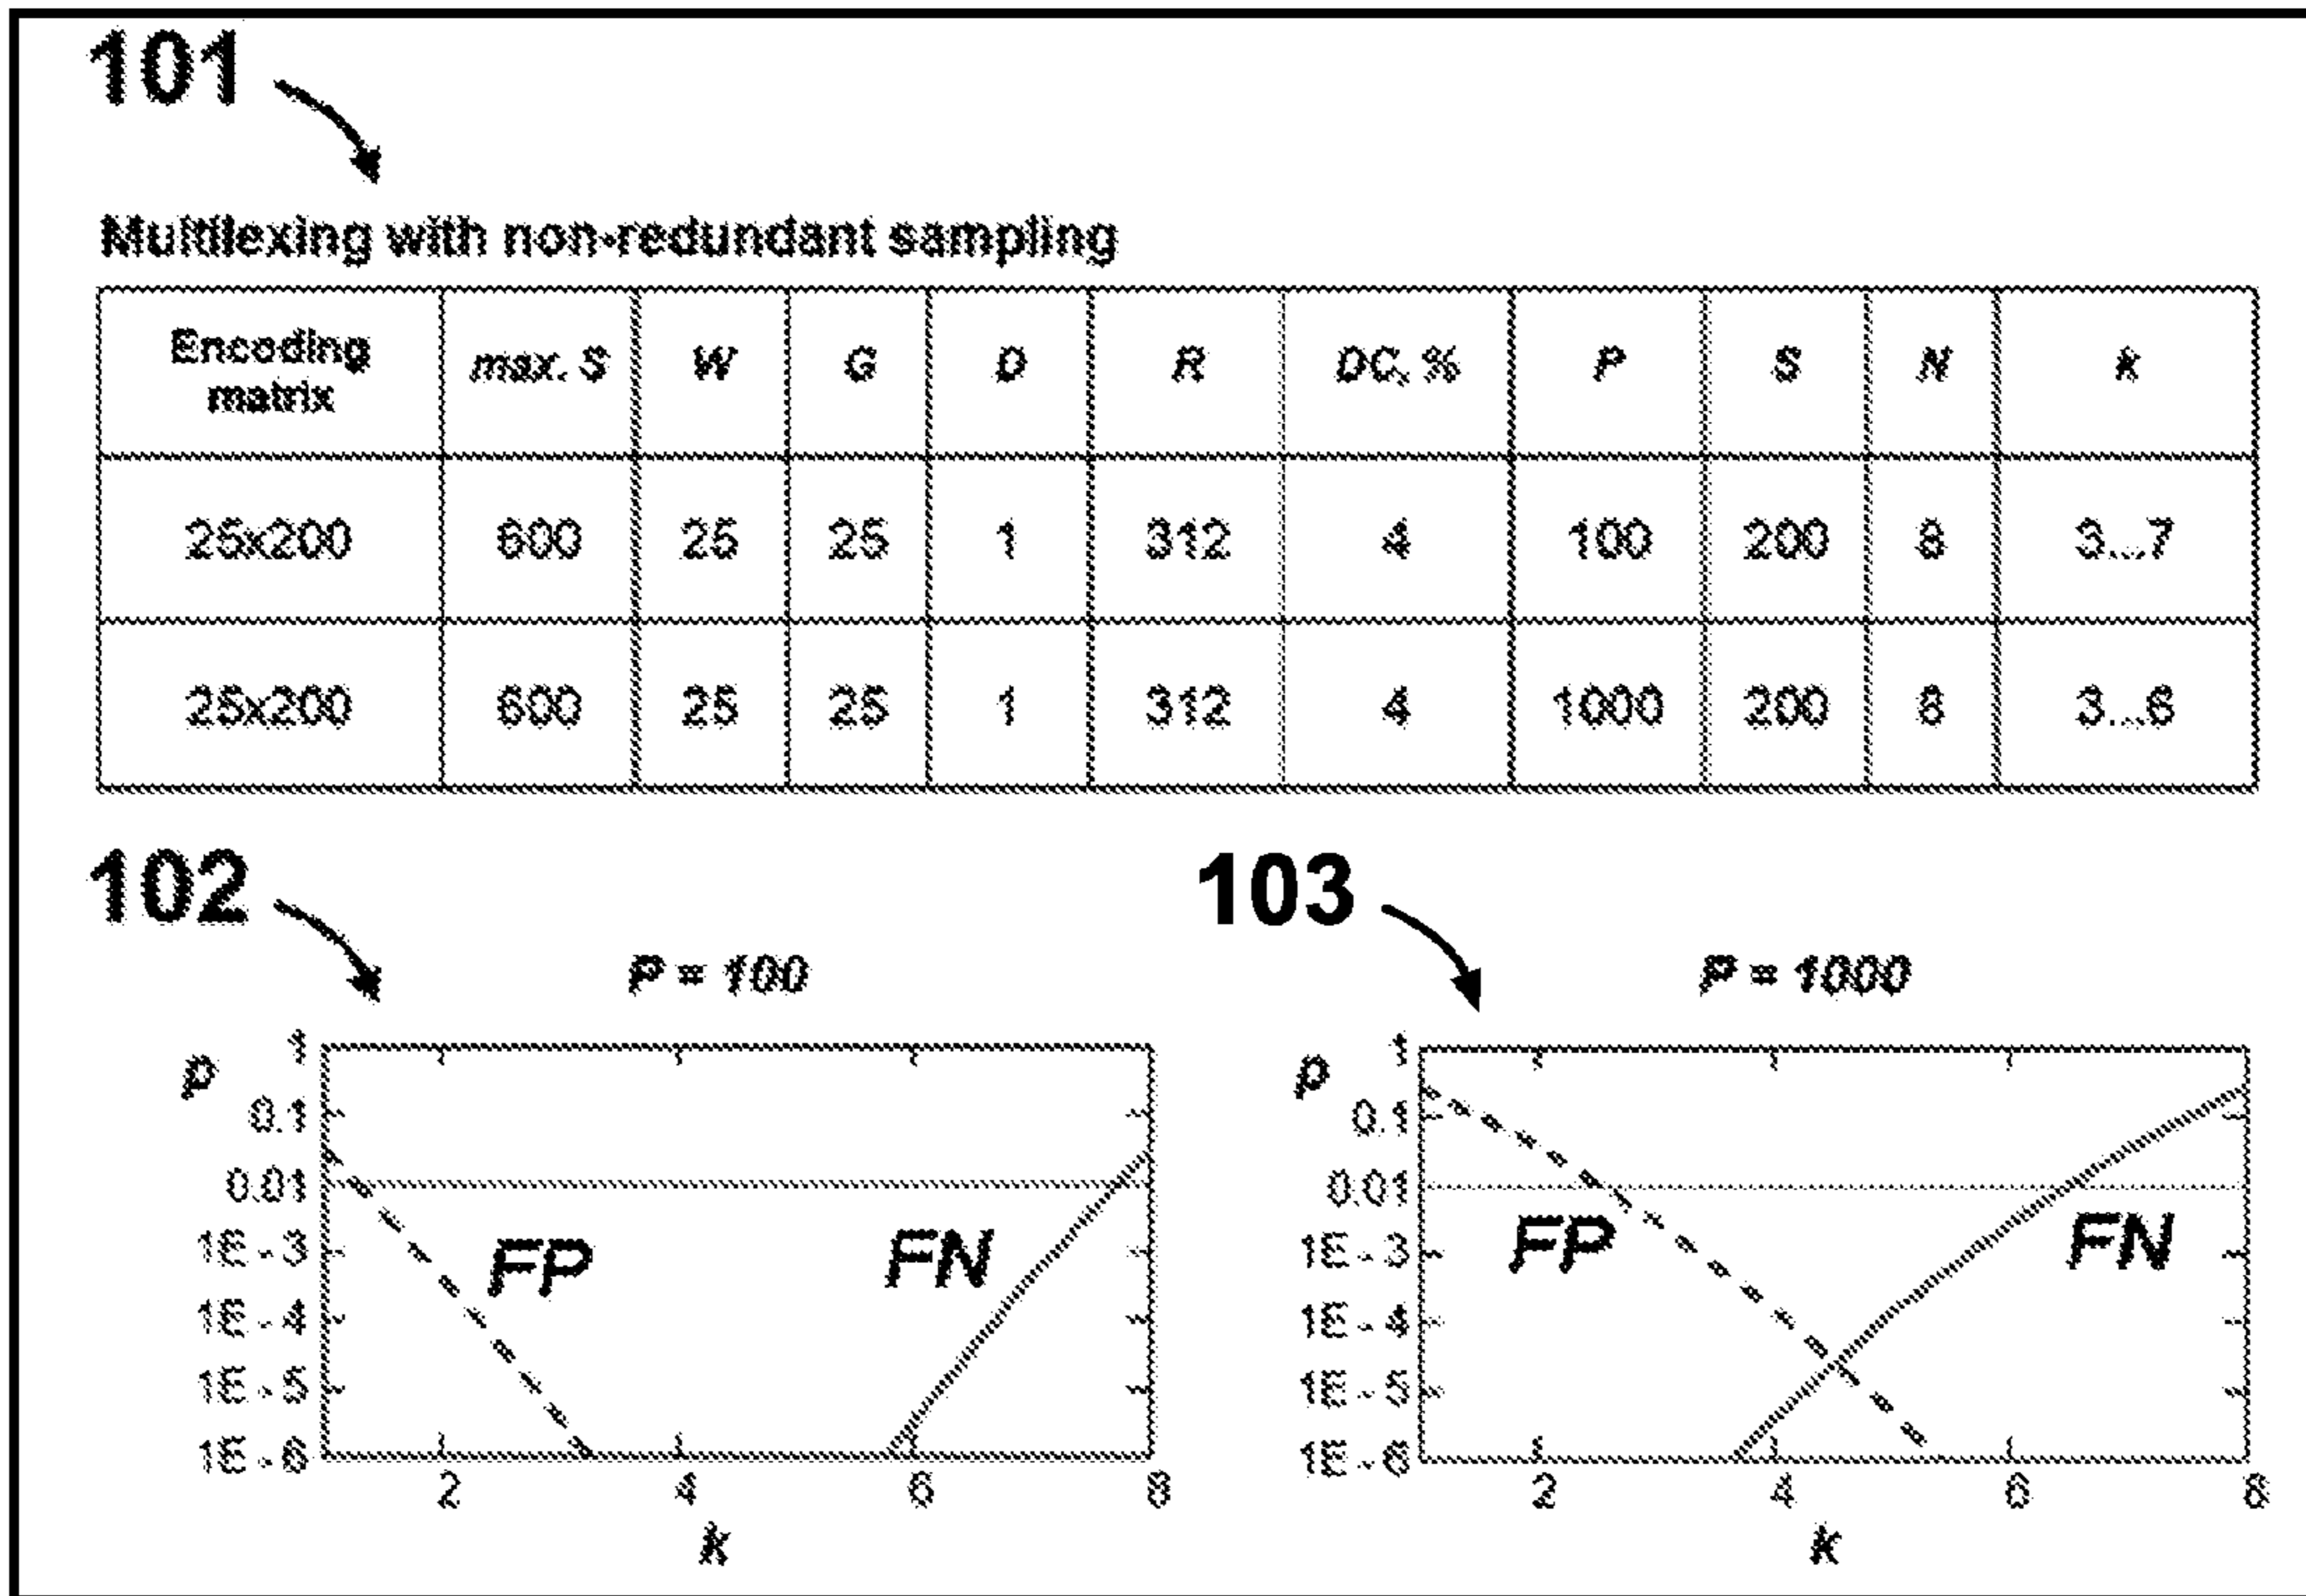 101
Multilexing with non-redundant sampling
Encoding matrix max. S W G D R DC, % P S N k
25x200 600 25 25 1 312 4 100 200 8 3...7
25x200 600 25 25 1 312 4 1000 200 8 3...6
102
P = 100
p
1
0.1
0.01
1E-3
1E-4
1E-5
1E-6
FP
FN
2 4 6 8
k
103
P = 1000
p
1
0.1
0.01
1E-3
1E-4
1E-5
1E-6
FP
FN
2 4 6 8
k